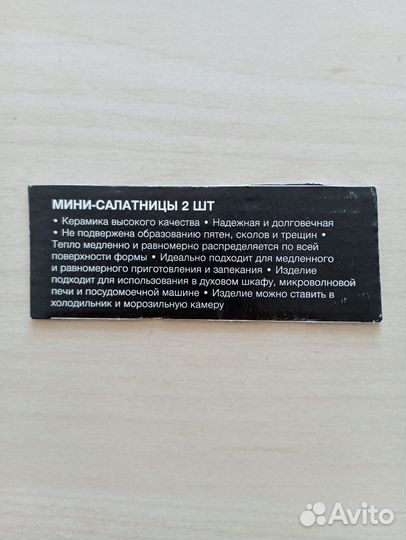 МИНИ-САЛАТНИЦЫ 2 ШТ
• Керамика высокого качества • Надежная и долговечная
• Не подвержена образованию пятен, сколов и трещин •
Тепло медленно и равномерно распределяется по всей
поверхности формы • Идеально подходит для медленного
и равномерного приготовления и запекания • Изделие
подходит для использования в духовом шкафу, микроволновой
печи и посудомоечной машине • Изделие можно ставить в
холодильник и морозильную камеру
Avito